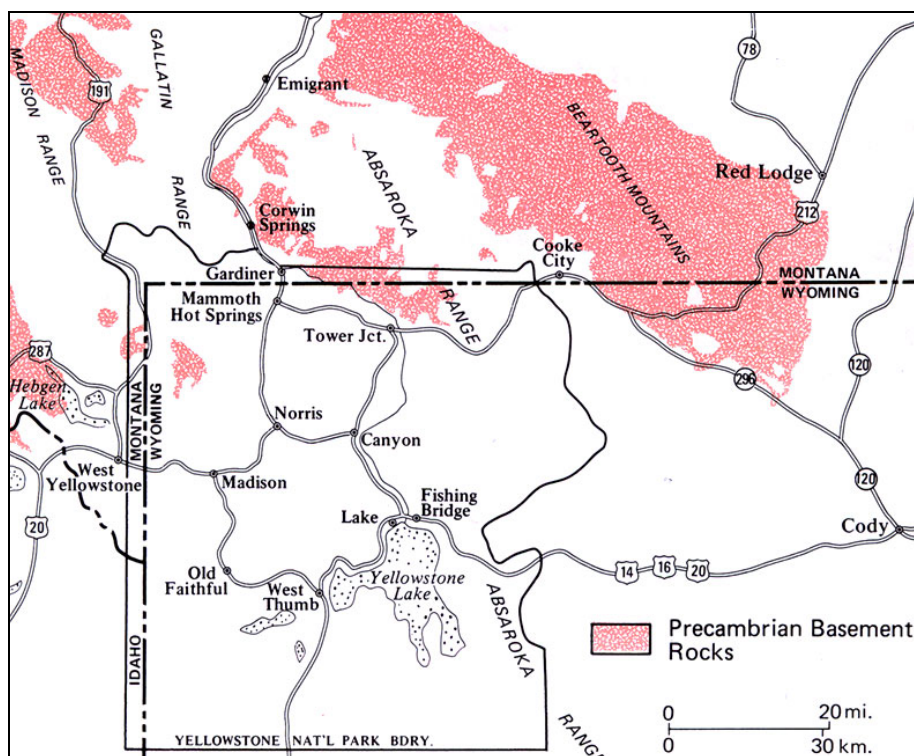 GALLATIN
RANGE
MADISON
RANGE
191
Emigrant
78
BEARTOOTH MOUNTAINS
ABSAROKA
RANGE
Red Lodge
212
Corwin
Springs
Cooke
City
Gardiner
MONTANA
WYOMING
Mammoth
Hot Springs
Tower Jct.
287
Hebgen
Lake
MONTANA
WYOMING
120
296
Norris
Canyon
West
Yellowstone
Madison
120
20
Fishing
Bridge
Lake
Cody
Old
Faithful
West
Thumb
Yellowstone
Lake
14
16
20
ABSAROKA
RANGE
IDAHO
Precambrian Basement
Rocks
0 20 mi.
0 30 km.
YELLOWSTONE NAT'L PARK BDRY.